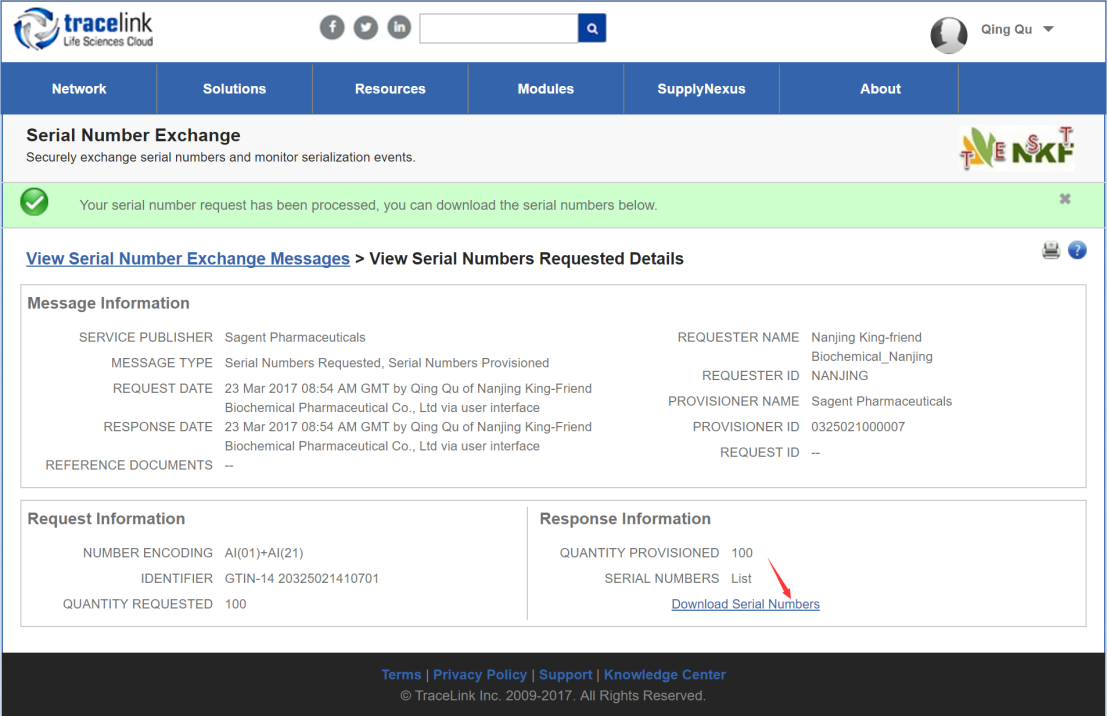 tracelink
Life Sciences Cloud
Qing Qu
Network
Solutions
Resources
Modules
SupplyNexus
About
Serial Number Exchange
Securely exchange serial numbers and monitor serialization events.
NKF
Your serial number request has been processed, you can download the serial numbers below.
View Serial Number Exchange Messages > View Serial Numbers Requested Details
Message Information
SERVICE PUBLISHER Sagent Pharmaceuticals
MESSAGE TYPE Serial Numbers Requested, Serial Numbers Provisioned
REQUEST DATE 23 Mar 2017 08:54 AM GMT by Qing Qu of Nanjing King-Friend
Biochemical Pharmaceutical Co., Ltd via user interface
RESPONSE DATE 23 Mar 2017 08:54 AM GMT by Qing Qu of Nanjing King-Friend
Biochemical Pharmaceutical Co., Ltd via user interface
REFERENCE DOCUMENTS --
REQUESTER NAME Nanjing King-friend
Biochemical_Nanjing
REQUESTER ID NANJING
PROVISIONER NAME Sagent Pharmaceuticals
PROVISIONER ID 0325021000007
REQUEST ID --
Request Information
NUMBER ENCODING AI(01)+AI(21)
IDENTIFIER GTIN-14 20325021410701
QUANTITY REQUESTED 100
Response Information
QUANTITY PROVISIONED 100
SERIAL NUMBERS List
Download Serial Numbers
Terms | Privacy Policy | Support | Knowledge Center
© TraceLink Inc. 2009-2017. All Rights Reserved.